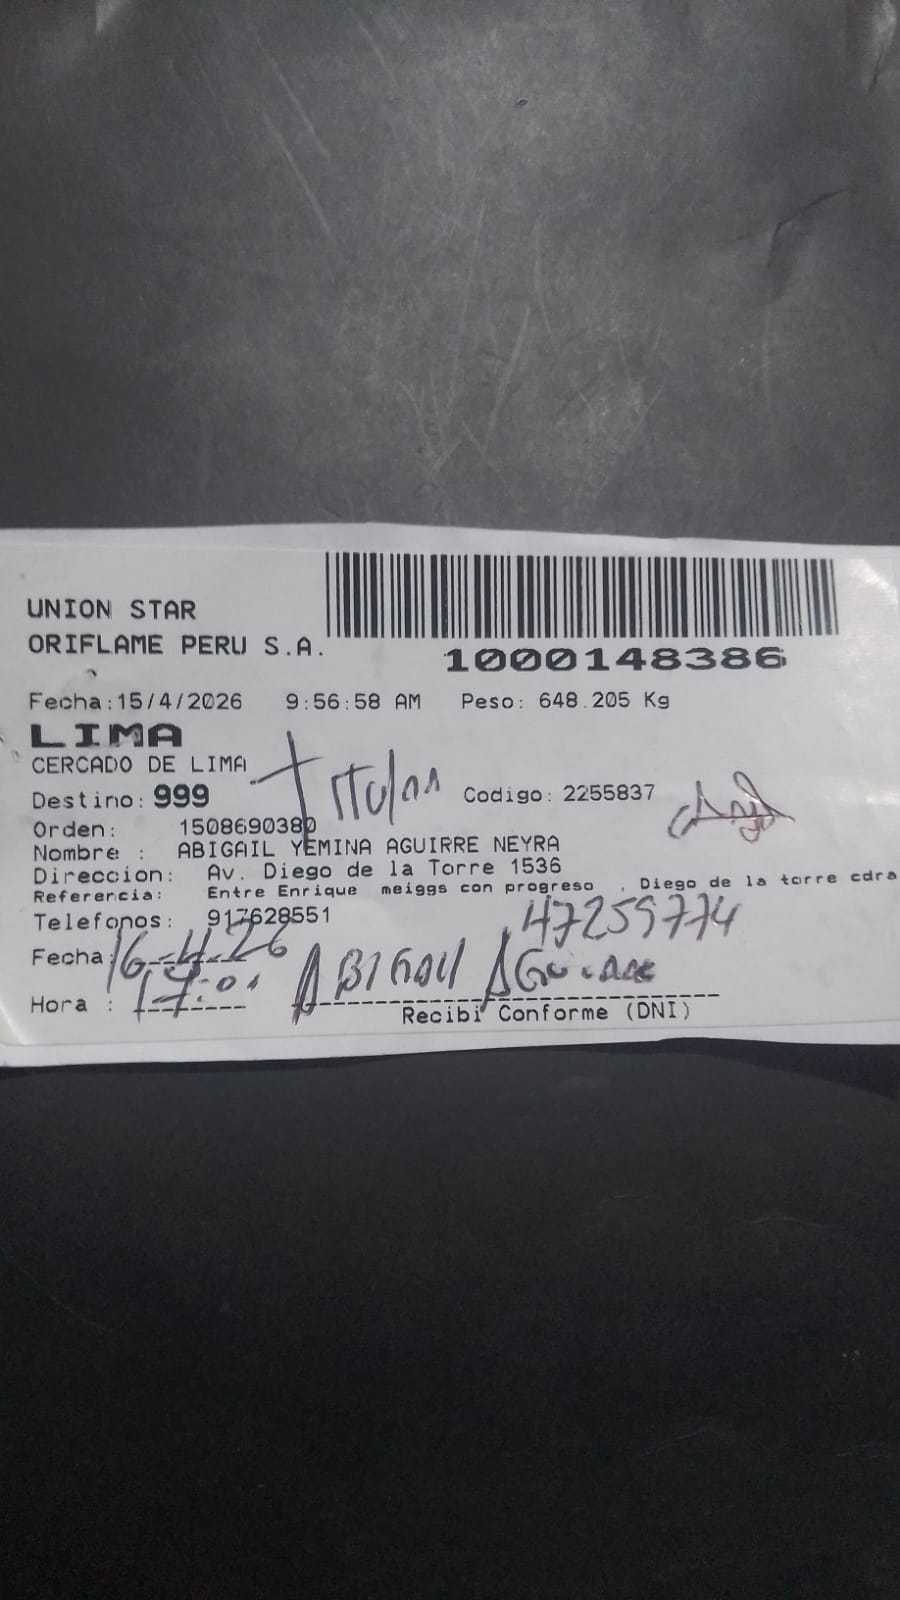 UNION STAR
ORIFLAME PERU S.A.
1000148386
Fecha:15/4/2026 9:56:58 AM Peso: 648.205 Kg
LIMA
CERCADO DE LIMA
Titular
Destino: 999 Codigo: 2255837
Orden: 1508690380
Nombre : ABIGAIL YEMINA AGUIRRE NEYRA
Direccion: Av. Diego de la Torre 1536
Referencia: Entre Enrique meiggs con progreso . Diego de la torre cdra
Telefonos: 917628551
47259774
Fecha: 16-4-26
Hora : 17:01 ABIGAIL AGUIRRE
Recibi Conforme (DNI)